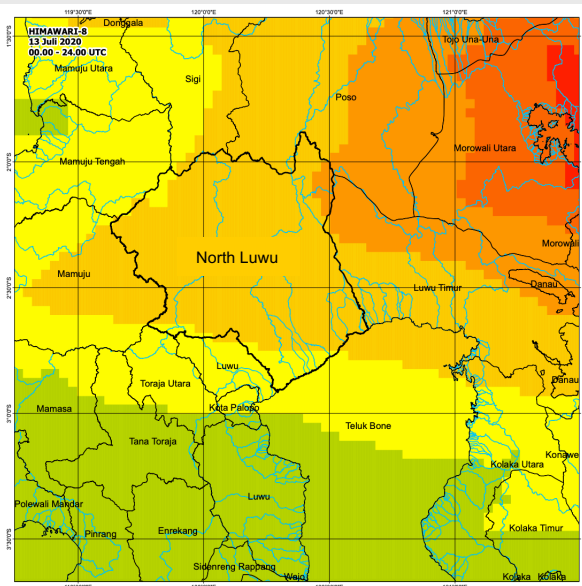 Donggala
119°30'0"E
120°0'0"E
120°30'0"E
121°0'0"E
HIMAWARI-8
13 Juli 2020
00.00 - 24.00 UTC
1°30'0"S
Tojo Una-Una
Mamuju Utara
Sigi
Poso
Morowali Utara
2°0'0"S
Mamuju Tengah
Morowali
North Luwu
Mamuju
Luwu Timur
Danau
2°30'0"S
Luwu
Toraja Utara
Danau
Mamasa
Kota Palopo
3°0'0"S
Teluk Bone
Tana Toraja
Konawe
Kolaka Utara
Luwu
Polewali Mandar
Pinrang
Enrekang
Kolaka Timur
3°30'0"S
Sidenreng Rappang
Wajo
Kolaka
Kolaka